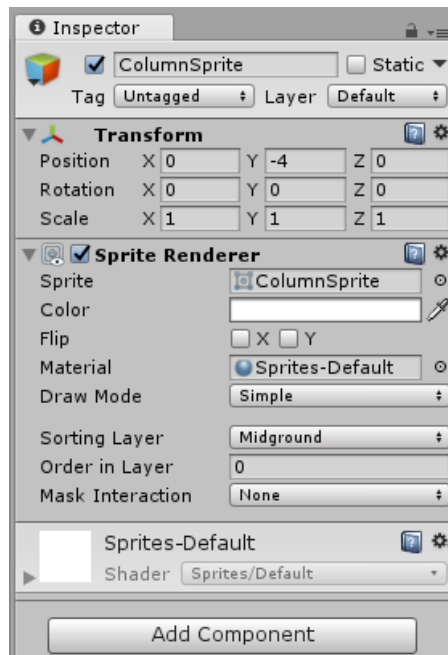 Inspector
ColumnSprite Static
Tag Untagged Layer Default
Transform
Position X 0 Y -4 Z 0
Rotation X 0 Y 0 Z 0
Scale X 1 Y 1 Z 1
Sprite Renderer
Sprite ColumnSprite
Color
Flip X Y
Material Sprites-Default
Draw Mode Simple
Sorting Layer Midground
Order in Layer 0
Mask Interaction None
Sprites-Default
Shader Sprites/Default
Add Component